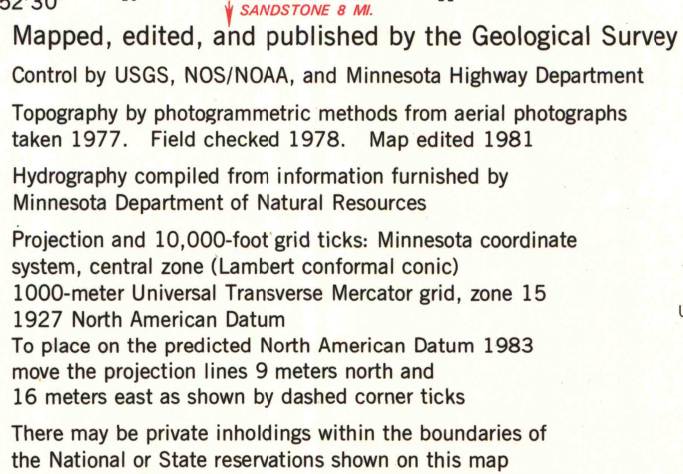 52'30"
SANDSTONE 8 MI.
Mapped, edited, and published by the Geological Survey
Control by USGS, NOS/NOAA, and Minnesota Highway Department
Topography by photogrammetric methods from aerial photographs
taken 1977. Field checked 1978. Map edited 1981
Hydrography compiled from information furnished by
Minnesota Department of Natural Resources
Projection and 10,000-foot grid ticks: Minnesota coordinate
system, central zone (Lambert conformal conic)
1000-meter Universal Transverse Mercator grid, zone 15
1927 North American Datum
To place on the predicted North American Datum 1983
move the projection lines 9 meters north and
16 meters east as shown by dashed corner ticks
There may be private inholdings within the boundaries of
the National or State reservations shown on this map